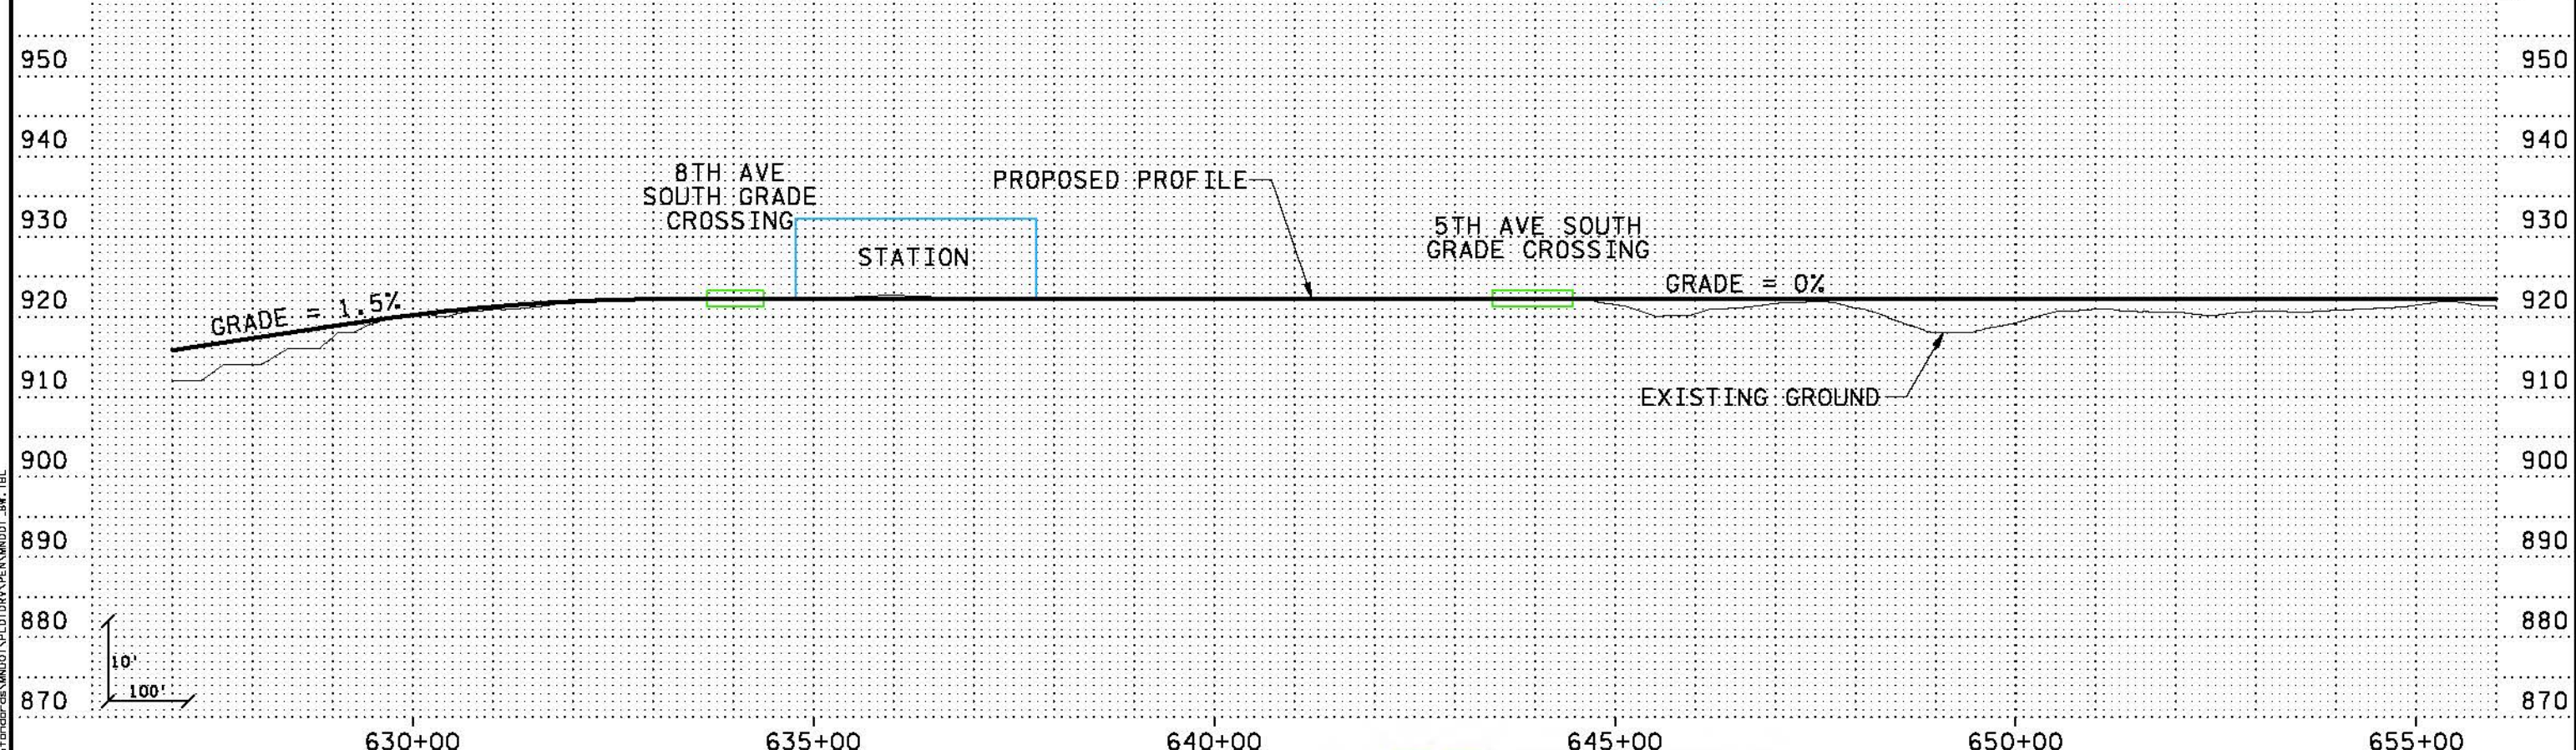 950
950
940
940
8TH AVE
SOUTH GRADE
CROSSING
PROPOSED PROFILE
930
930
5TH AVE SOUTH
GRADE CROSSING
STATION
GRADE = 0%
920
920
GRADE = 1.5%
910
910
EXISTING GROUND
900
900
890
890
880
880
10'
100'
870
870
630+00
635+00
640+00
645+00
650+00
655+00